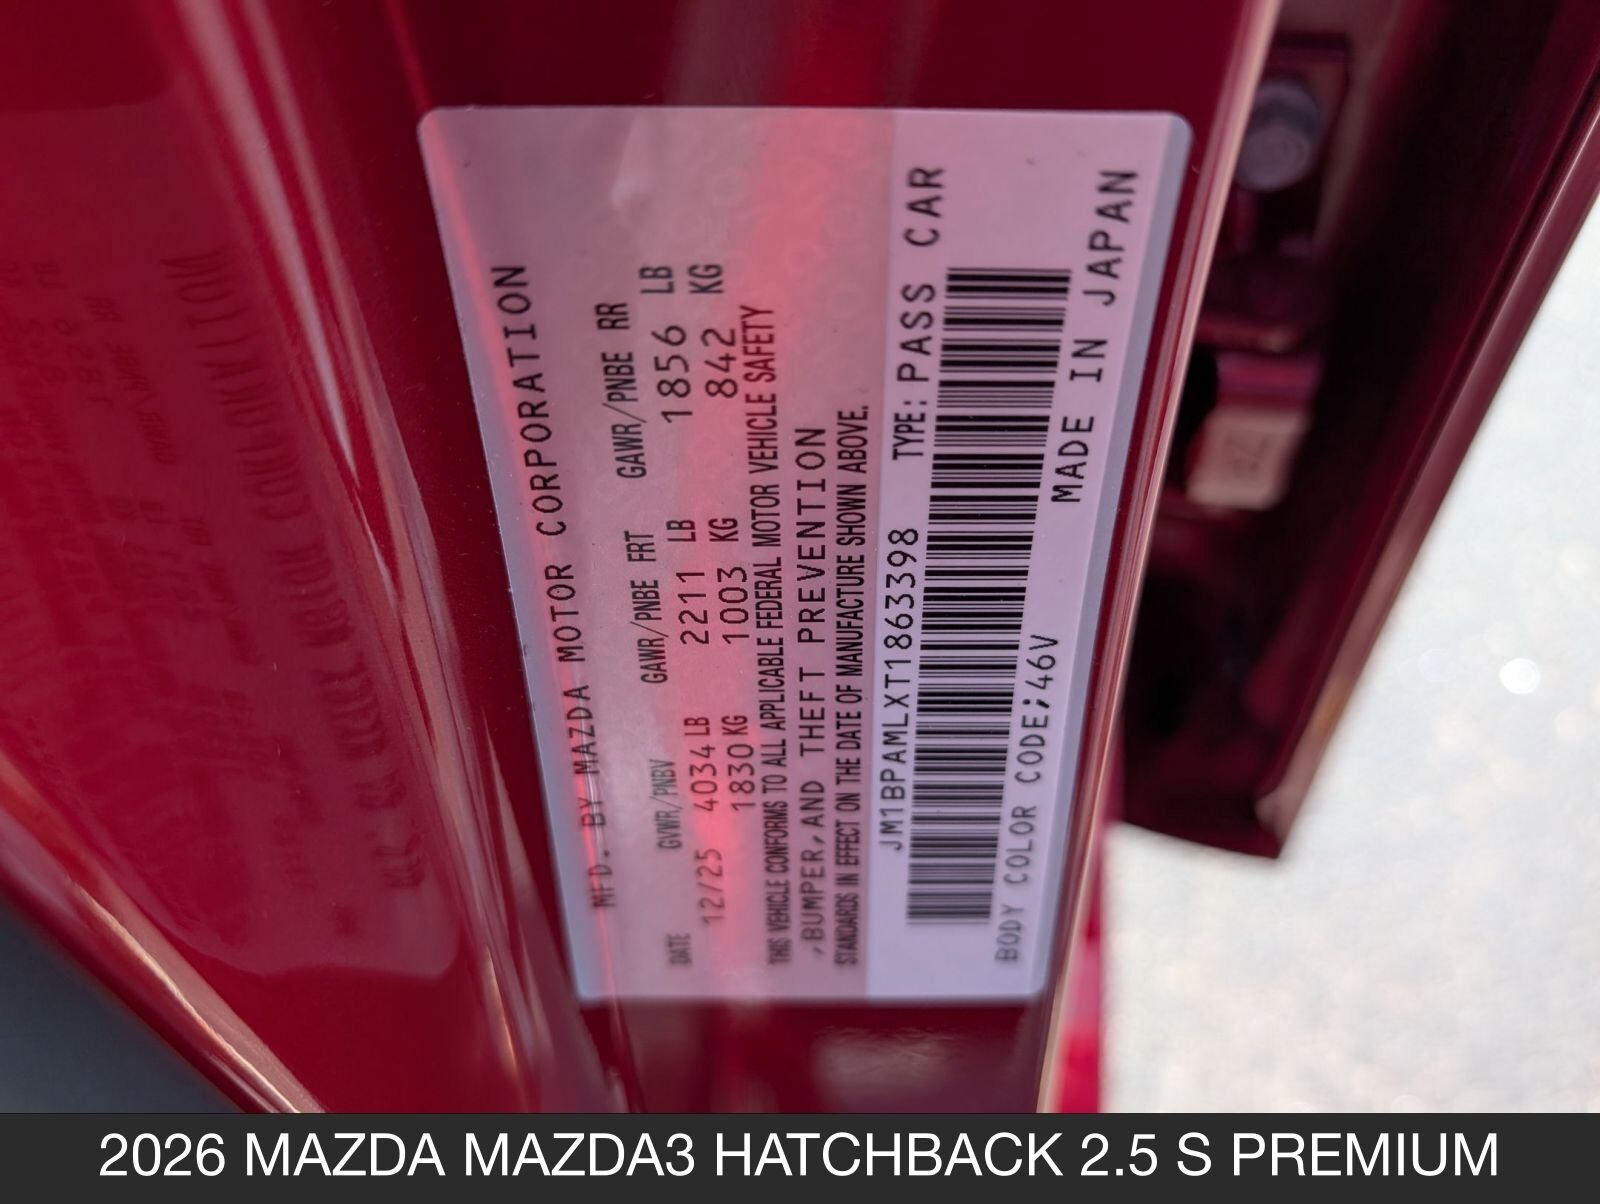 MFD. BY MAZDA MOTOR CORPORATION
DATE GVWR/PNBV GAWR/PNBE FRT GAWR/PNBE RR
12/25 4034 LB 2211 LB 1856 LB
1830 KG 1003 KG 842 KG
THIS VEHICLE CONFORMS TO ALL APPLICABLE FEDERAL MOTOR VEHICLE SAFETY
,BUMPER,AND THEFT PREVENTION
STANDARDS IN EFFECT ON THE DATE OF MANUFACTURE SHOWN ABOVE.
JM1BPAMLXT1863398 TYPE: PASS CAR
BODY COLOR CODE;46V MADE IN JAPAN
2026 MAZDA MAZDA3 HATCHBACK 2.5 S PREMIUM